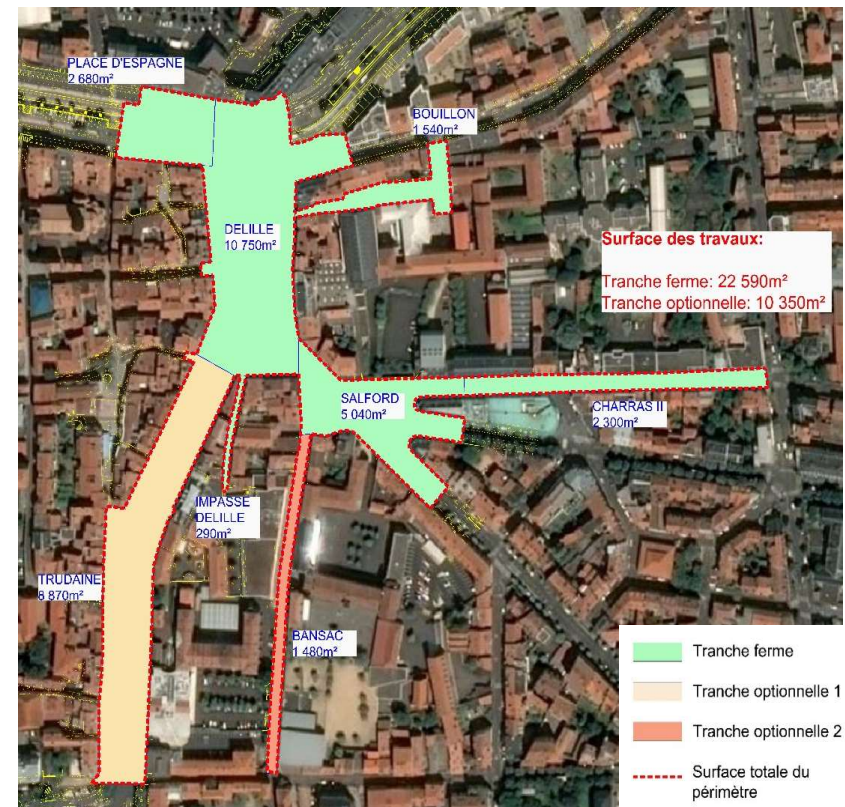 PLACE D'ESPAGNE
2 680m²
BOUILLON
1 540m²
DELILLE
10 750m²
Surface des travaux:
Tranche ferme: 22 590m²
Tranche optionnelle: 10 350m²
SALFORD
5 040m²
CHARRAS II
2 300m²
IMPASSE
DELILLE
290m²
TRUDAINE
8 870m²
BANSAC
1 480m²
Tranche ferme
Tranche optionnelle 1
Tranche optionnelle 2
Surface totale du
périmètre